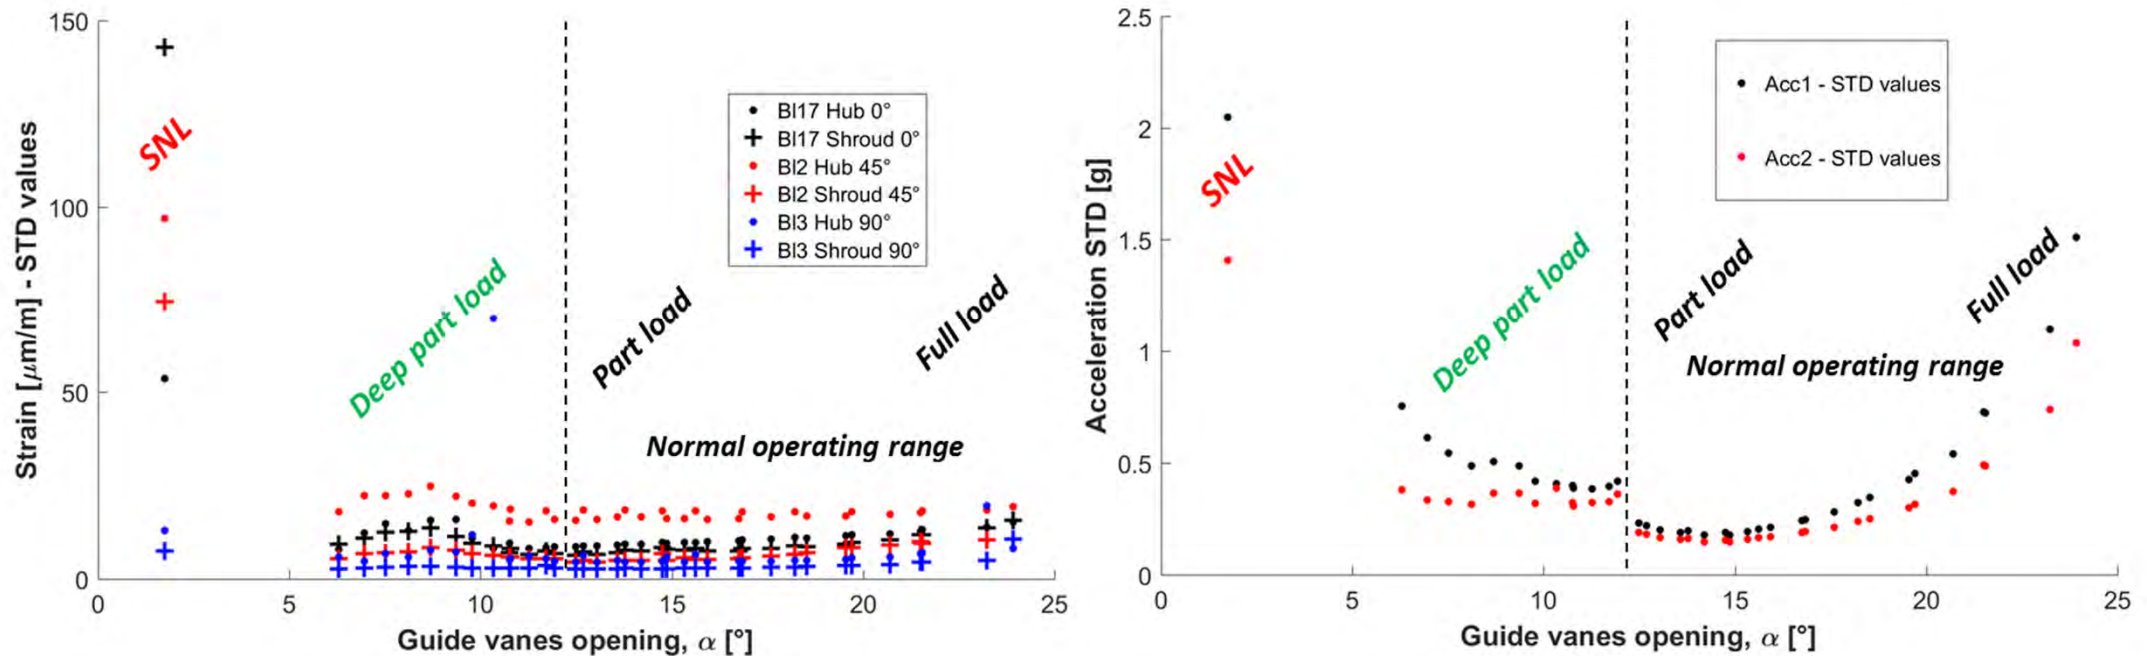 Strain [μm/m] - STD values
150
100
50
0
0
5
10
15
20
25
Guide vanes opening, α [°]
SNL
Deep part load
Part load
Full load
Normal operating range
Bl17 Hub 0°
Bl17 Shroud 0°
Bl2 Hub 45°
Bl2 Shroud 45°
Bl3 Hub 90°
Bl3 Shroud 90°
Acceleration STD [g]
2.5
2
1.5
1
0.5
0
0
5
10
15
20
25
Guide vanes opening, α [°]
SNL
Deep part load
Part load
Full load
Normal operating range
Acc1 - STD values
Acc2 - STD values